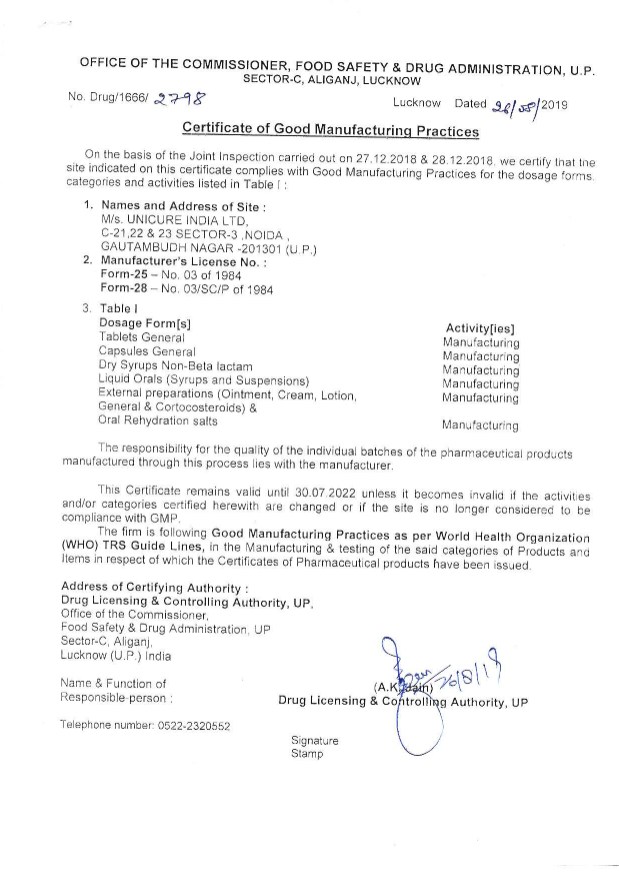 OFFICE OF THE COMMISSIONER, FOOD SAFETY & DRUG ADMINISTRATION, U.P.
SECTOR-C, ALIGANJ, LUCKNOW
No. Drug/1666/ 2798 Lucknow Dated 26/08/2019
Certificate of Good Manufacturing Practices
On the basis of the Joint Inspection carried out on 27.12.2018 & 28.12.2018, we certify that the
site indicated on this certificate complies with Good Manufacturing Practices for the dosage forms,
categories and activities listed in Table I :
1. Names and Address of Site :
M/s. UNICURE INDIA LTD,
C-21,22 & 23 SECTOR-3 ,NOIDA ,
GAUTAMBUDH NAGAR -201301 (U.P.)
2. Manufacturer's License No. :
Form-25 – No. 03 of 1984
Form-28 – No. 03/SC/P of 1984
3. Table I
Dosage Form[s] Activity[ies]
Tablets General Manufacturing
Capsules General Manufacturing
Dry Syrups Non-Beta lactam Manufacturing
Liquid Orals (Syrups and Suspensions) Manufacturing
External preparations (Ointment, Cream, Lotion, Manufacturing
General & Cortocosteroids) &
Oral Rehydration salts Manufacturing
The responsibility for the quality of the individual batches of the pharmaceutical products
manufactured through this process lies with the manufacturer.
This Certificate remains valid until 30.07.2022 unless it becomes invalid if the activities
and/or categories certified herewith are changed or if the site is no longer considered to be
compliance with GMP.
The firm is following Good Manufacturing Practices as per World Health Organization
(WHO) TRS Guide Lines, in the Manufacturing & testing of the said categories of Products and
Items in respect of which the Certificates of Pharmaceutical products have been issued.
Address of Certifying Authority :
Drug Licensing & Controlling Authority, UP,
Office of the Commissioner,
Food Safety & Drug Administration, UP
Sector-C, Aliganj,
Lucknow (U.P.) India
26/8/19
Name & Function of (A.K. Jain)
Responsible person : Drug Licensing & Controlling Authority, UP
Telephone number: 0522-2320552
Signature
Stamp